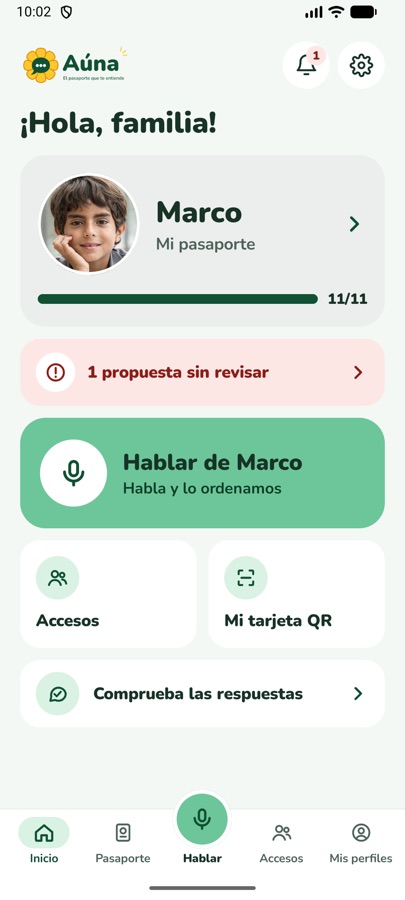 10:02
Aúna
El pasaporte que te entiende
1
¡Hola, familia!
Marco
Mi pasaporte
11/11
1 propuesta sin revisar
Hablar de Marco
Habla y lo ordenamos
Accesos
Mi tarjeta QR
Comprueba las respuestas
Inicio
Pasaporte
Hablar
Accesos
Mis perfiles